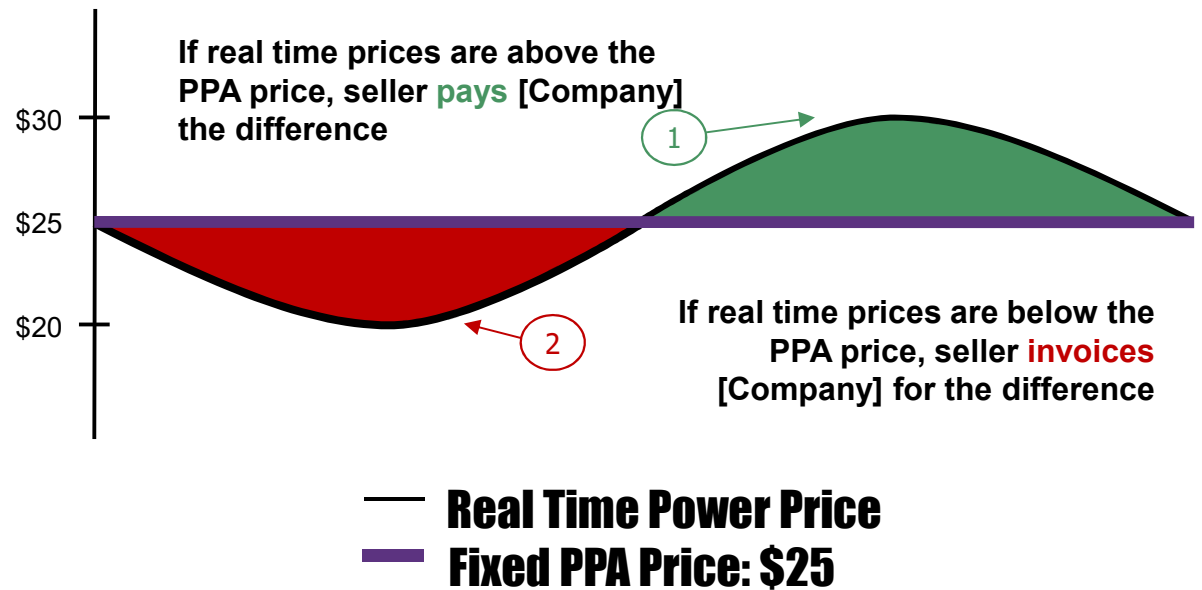 If real time prices are above the
PPA price, seller pays [Company]
the difference
$30
1
$25
$20
2
If real time prices are below the
PPA price, seller invoices
[Company] for the difference
Real Time Power Price
Fixed PPA Price: $25